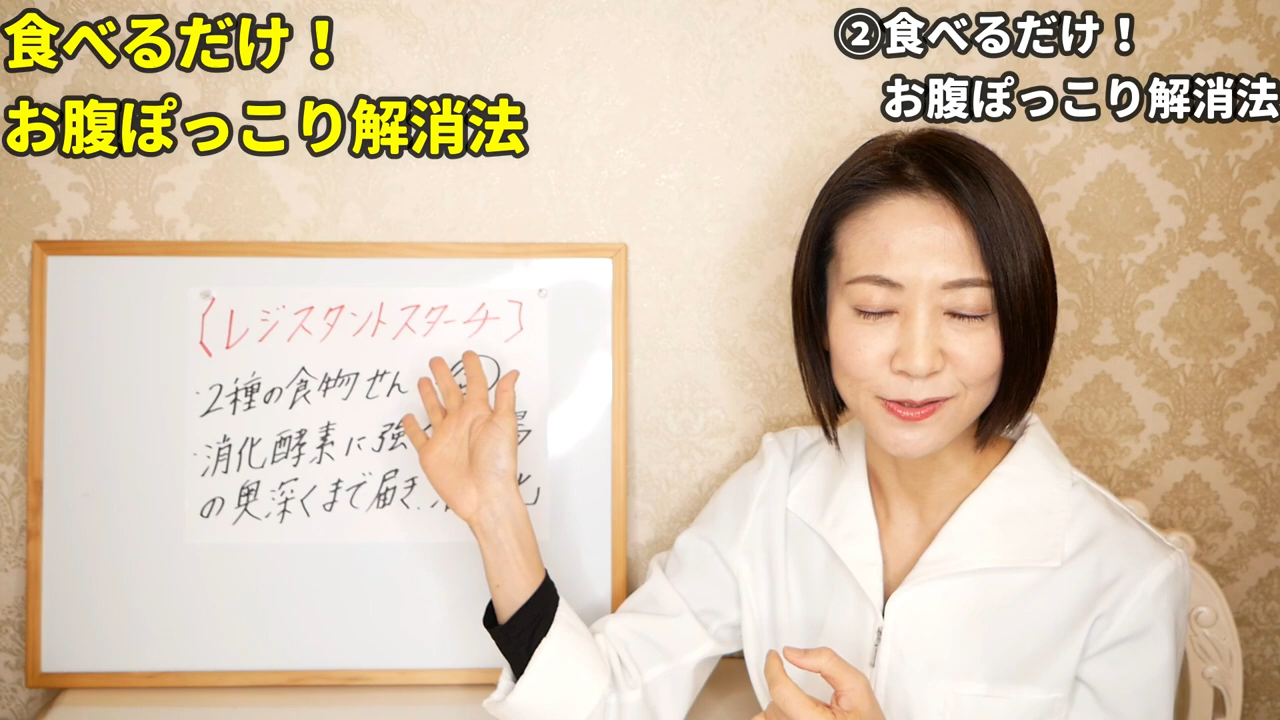 食べるだけ！
お腹ぽっこり解消法
②食べるだけ！
お腹ぽっこり解消法
〔レジスタントスターチ〕
・2種の食物せん
・消化酵素に強
の奥深くまで届き